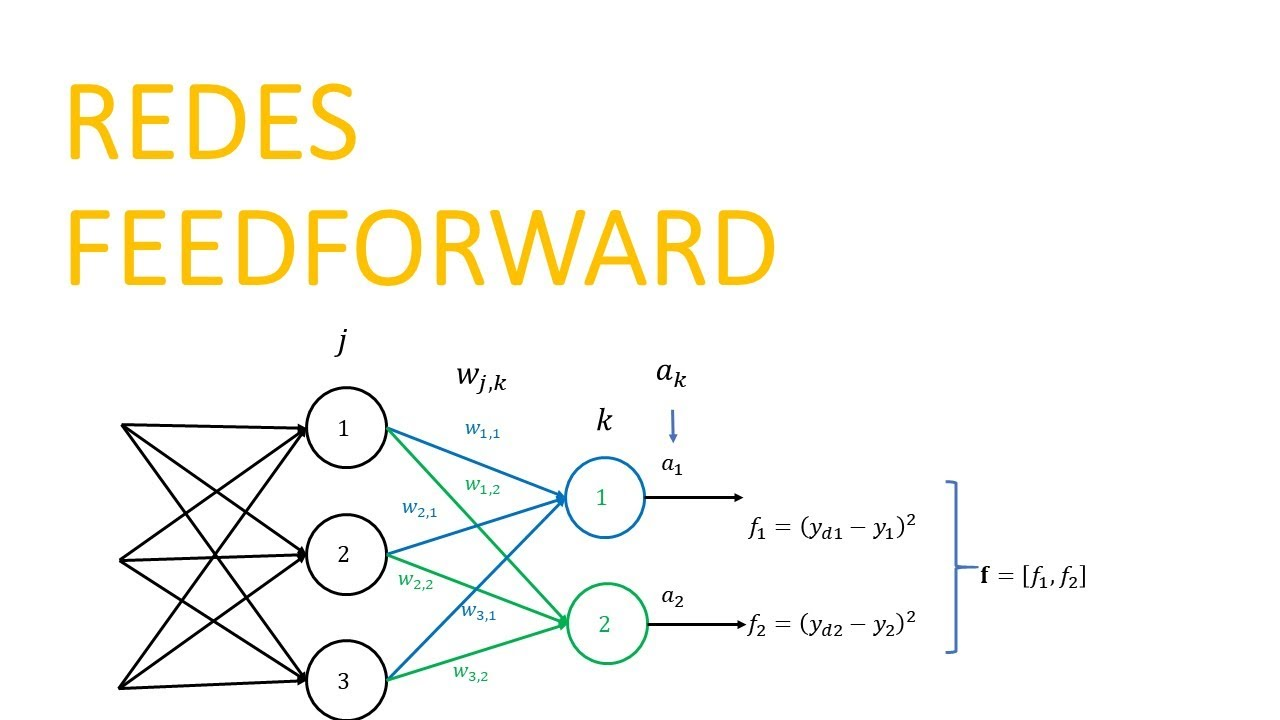 REDES
FEEDFORWARD
j
w_{j,k}
a_k
k
1
w_{1,1}
w_{1,2}
a_1
1
w_{2,1}
f_1 = (y_{d1} − y_1)^2
2
w_{2,2}
f = [f_1, f_2]
w_{3,1}
a_2
2
f_2 = (y_{d2} − y_2)^2
3
w_{3,2}